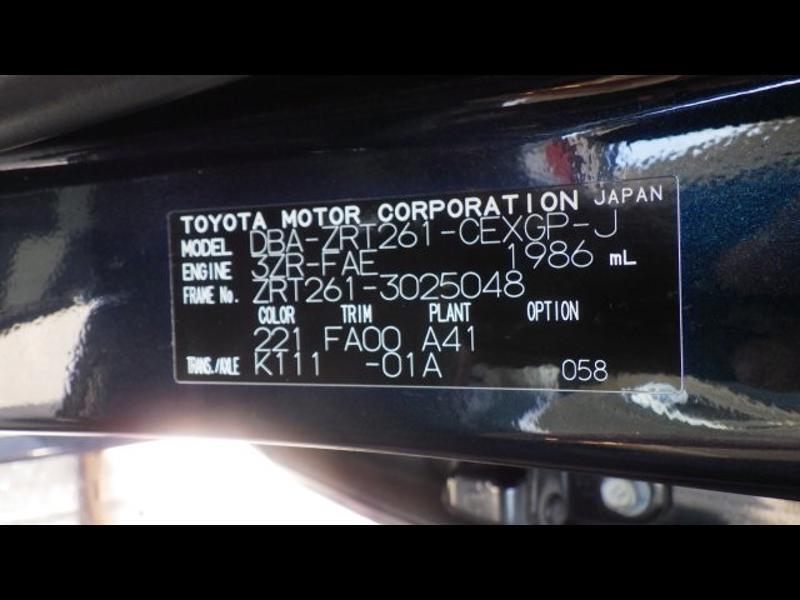 TOYOTA MOTOR CORPORATION JAPAN
MODEL DBA-ZRT261-CEXGP-J
ENGINE 3ZR-FAE 1986 mL
FRAME No. ZRT261-3025048
COLOR TRIM PLANT OPTION
221 FA00 A41
TRANS./AXLE K111 -01A 058